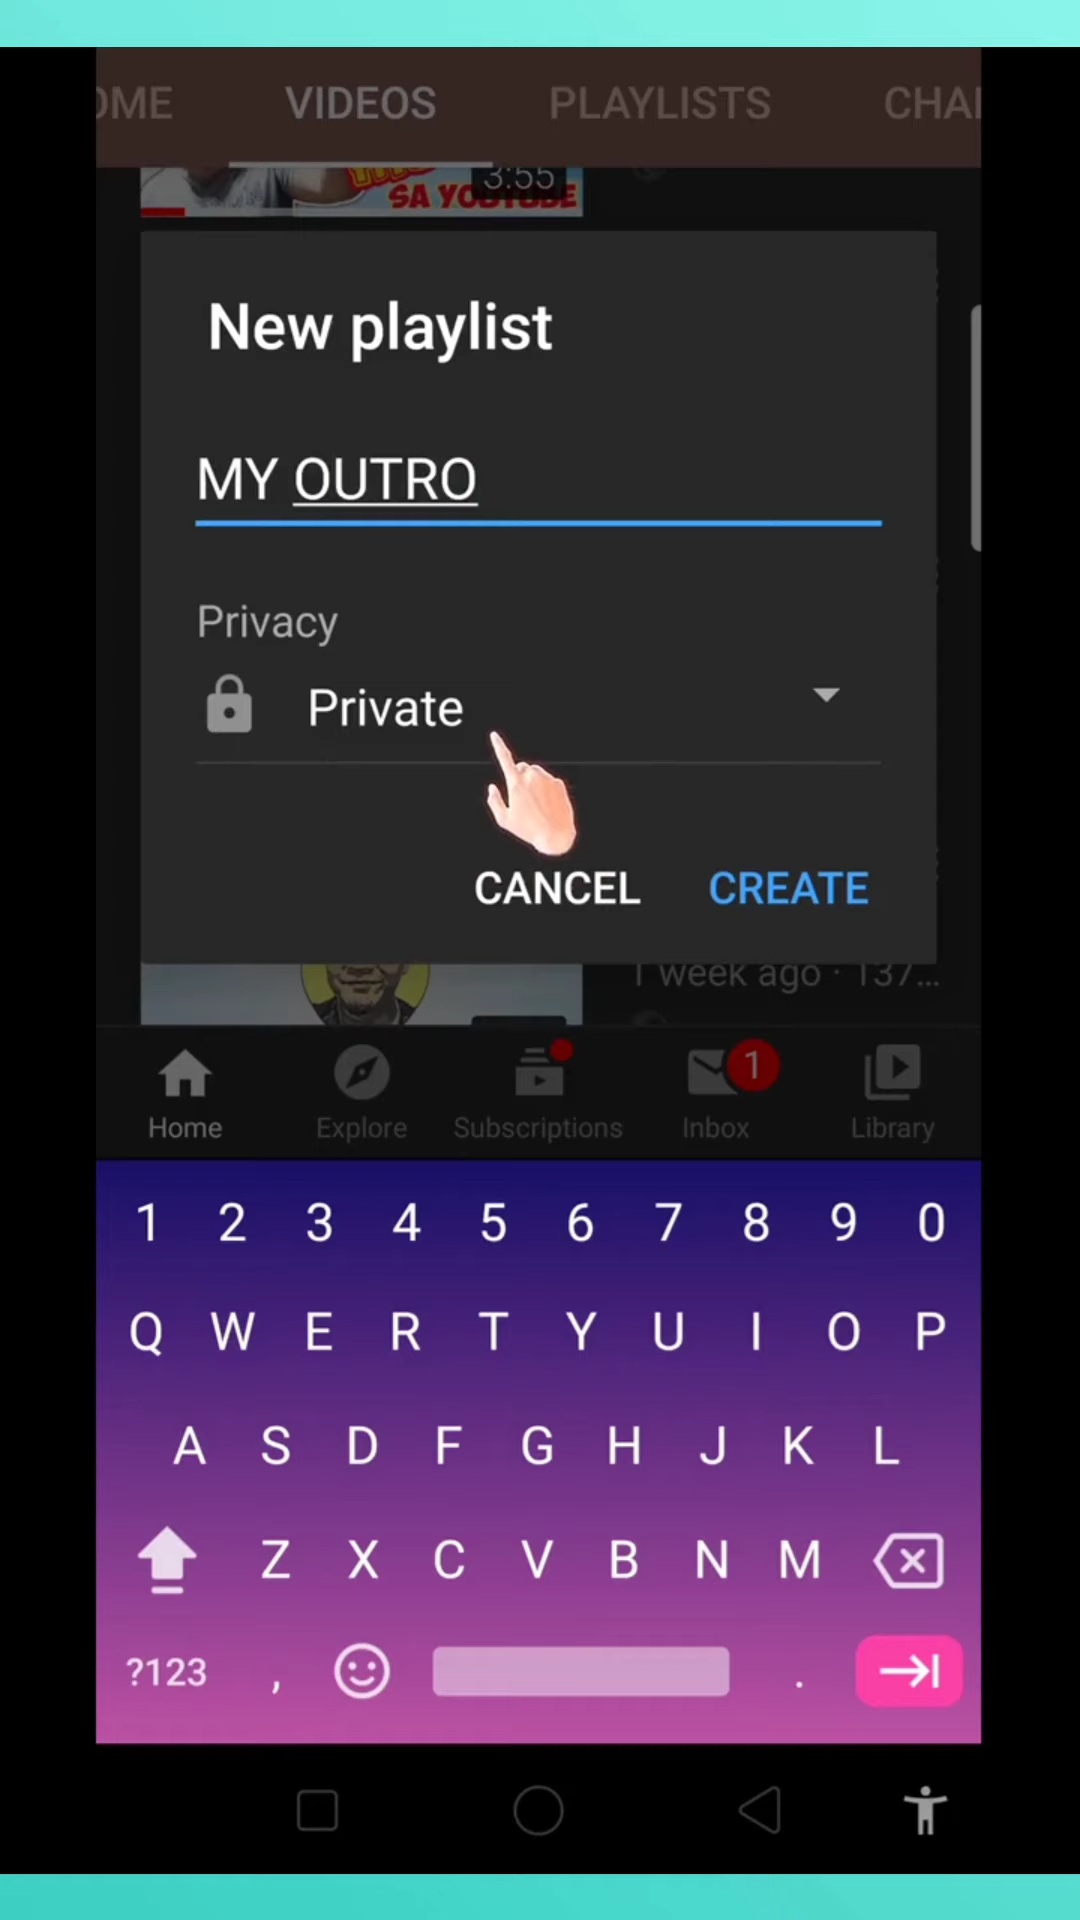 OME VIDEOS PLAYLISTS CHA
3:55
SA YOUTUBE
New playlist
MY OUTRO
Privacy
Private
CANCEL CREATE
1 week ago · 137...
1
Home Explore Subscriptions Inbox Library
1 2 3 4 5 6 7 8 9 0
Q W E R T Y U I O P
A S D F G H J K L
Z X C V B N M
?123 , .